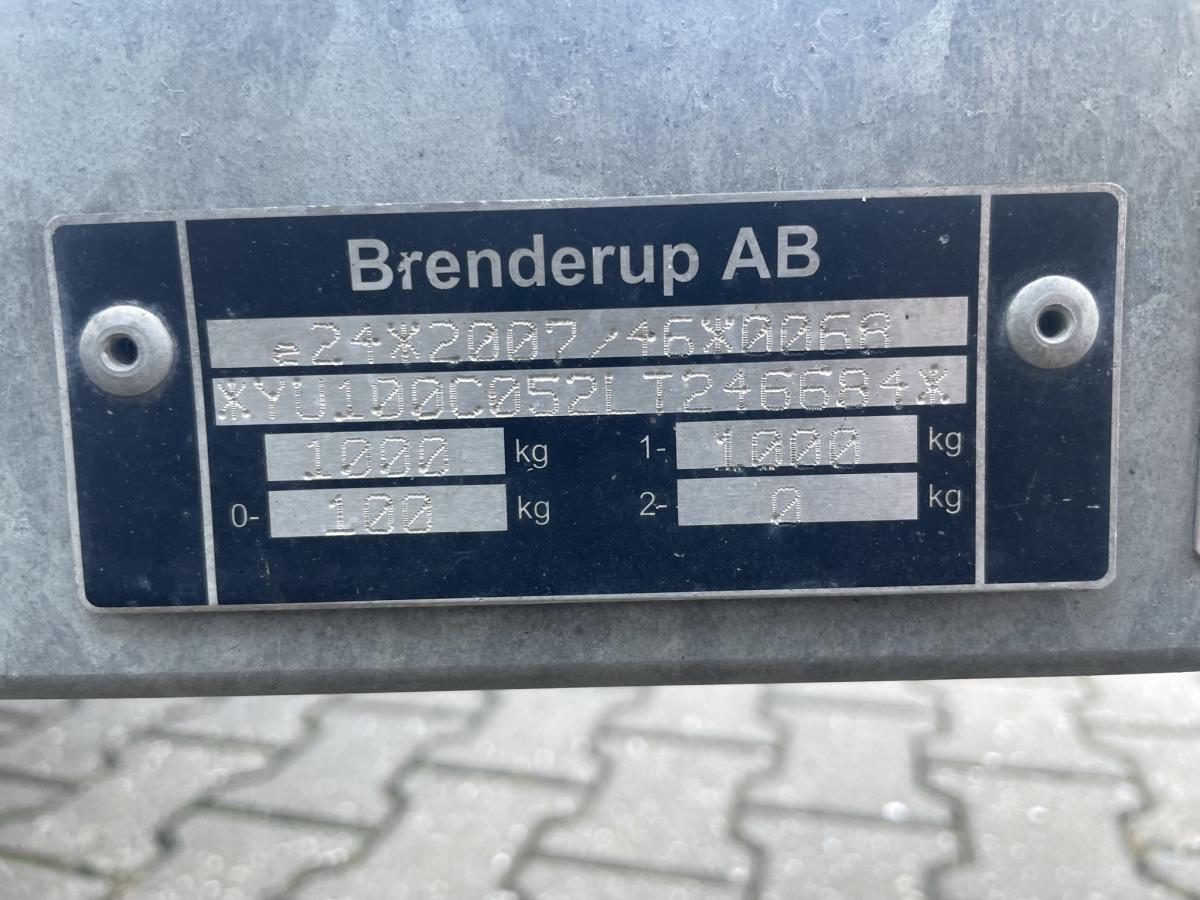 Brenderup AB
e24*2007/46*0068
*YU100C052LT246684*
1000 kg 1- 1000 kg
0- 100 kg 2- 0 kg